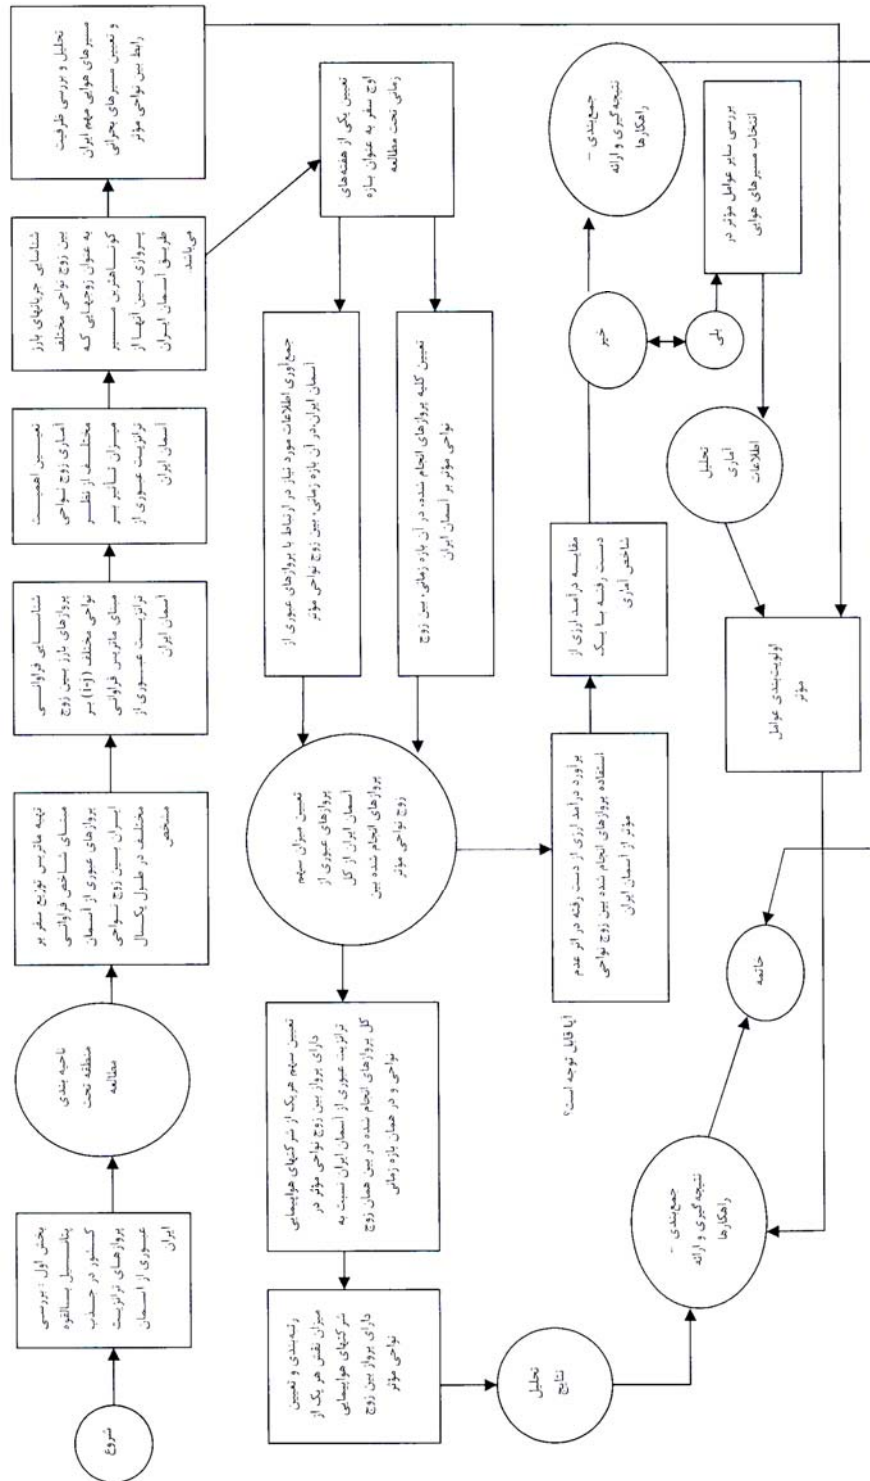 شروع
بخش اول : بررسی
پتانسیل بالقوه
کشور در جذب
پروازهای ترانزیت
عبوری از آسمان
ایران
ناحیه بندی
منطقه تحت
مطالعه
تهیه ماتریس توزیع سفر بر
مبنای شاخص فراوانی
پروازهای عبوری از آسمان
ایران بین زوج نواحی
مختلف در طول یکسال
مشخص
شناسایی فراوانی
پروازهای بارز بین زوج
نواحی مختلف (i-j) بر
مبنای ماتریس فراوانی
ترانزیت عبوری از
آسمان ایران
تعیین اهمیت
آماری زوج نواحی
مختلف از نظر
میزان تأثیر بر
ترانزیت عبوری از
آسمان ایران
شناسایی جریانهای بارز
بین زوج نواحی مختلف
به عنوان زوجهایی که
کوتاهترین مسیر
پروازی بین آنها از
طریق آسمان ایران
می‌باشد.
تحلیل و بررسی ظرفیت
مسیرهای هوایی مهم ایران
و تعیین مسیرهای بحرانی
رابط بین نواحی مؤثر
تعیین یکی از هفته‌های
اوج سفر به عنوان بازه
زمانی تحت مطالعه
جمع‌آوری اطلاعات مورد نیاز در ارتباط با پروازهای عبوری از
آسمان ایران، در آن بازه زمانی، بین زوج نواحی مؤثر
تعیین کلیه پروازهای انجام شده، در آن بازه زمانی، بین زوج
نواحی مؤثر بر آسمان ایران
تعیین میزان سهم
پروازهای عبوری از
آسمان ایران از کل
پروازهای انجام شده بین
زوج نواحی مؤثر
تعیین سهم هریک از شرکتهای هواپیمایی
دارای پرواز بین زوج نواحی مؤثر در
ترانزیت عبوری از آسمان ایران نسبت به
کل پروازهای انجام شده در بین همان زوج
نواحی و در همان بازه زمانی
رتبه‌بندی و تعیین
میزان نقش هر یک از
شرکتهای هواپیمایی
دارای پرواز بین زوج
نواحی مؤثر
تحلیل
نتایج
برآورد درآمد ارزی از دست رفته در اثر عدم
استفاده پروازهای انجام شده بین زوج نواحی
مؤثر از آسمان ایران
آیا قابل توجه است؟
مقایسه درآمد ارزی از
دست رفته با یک
شاخص آماری
خیر
بلی
جمع‌بندی –
نتیجه‌گیری و ارائه
راهکارها
بررسی سایر عوامل مؤثر در
انتخاب مسیرهای هوایی
تحلیل
آماری
اطلاعات
اولویت‌بندی عوامل
مؤثر
جمع‌بندی –
نتیجه‌گیری و ارائه
راهکارها
خاتمه